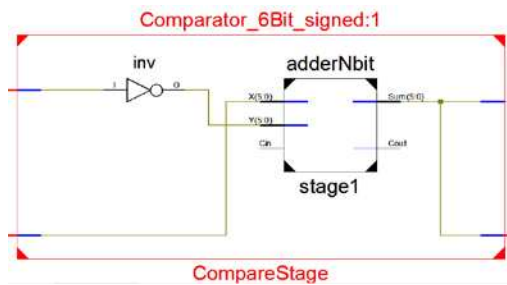 Comparator_6Bit_signed:1
inv
adderNbit
I
O
X(5:0)
Sum(5:0)
Y(5:0)
Cin
Cout
stage1
CompareStage